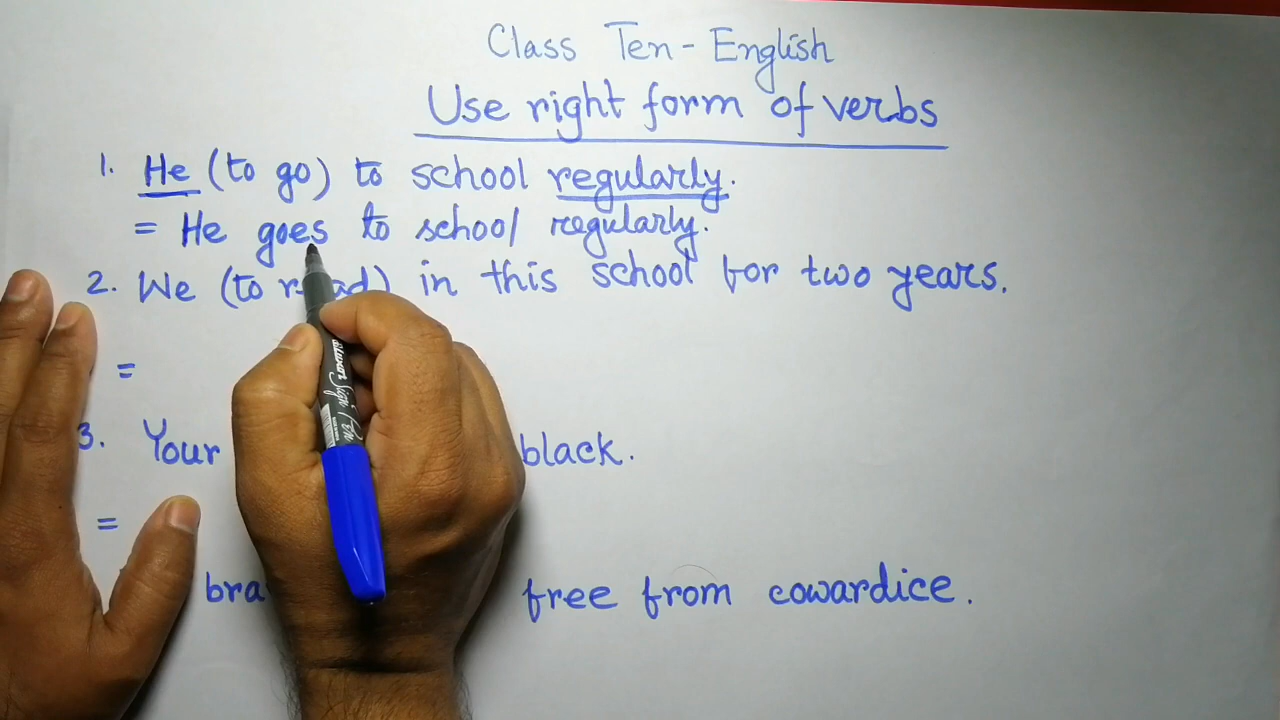 Class Ten - English
Use right form of verbs
1. He (to go) to school regularly.
= He goes to school regularly.
2. We (to read) in this school for two years.
=
3. Your black.
=
free from cowardice.